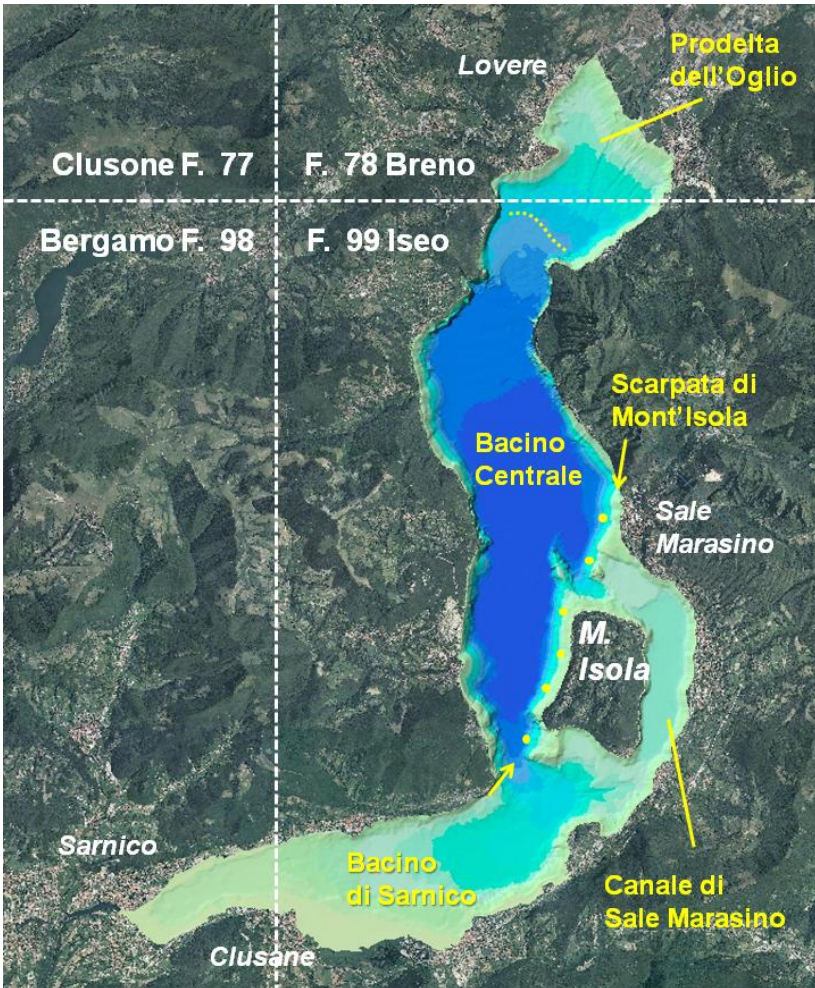 Prodelta
dell'Oglio
Lovere
Clusone F. 77
F. 78 Breno
Bergamo F. 98
F. 99 Iseo
Scarpata di
Mont'Isola
Bacino
Centrale
Sale
Marasino
M.
Isola
Sarnico
Bacino
di Sarnico
Canale di
Sale Marasino
Clusane